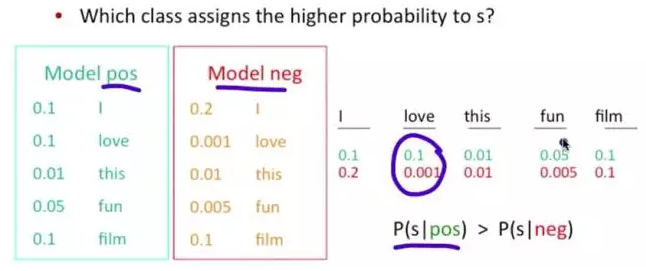 • Which class assigns the higher probability to s?
Model pos
0.1 I
0.1 love
0.01 this
0.05 fun
0.1 film
Model neg
0.2 I
0.001 love
0.01 this
0.005 fun
0.1 film
I love this fun film
0.1 0.1 0.01 0.05 0.1
0.2 0.001 0.01 0.005 0.1
P(s|pos) > P(s|neg)